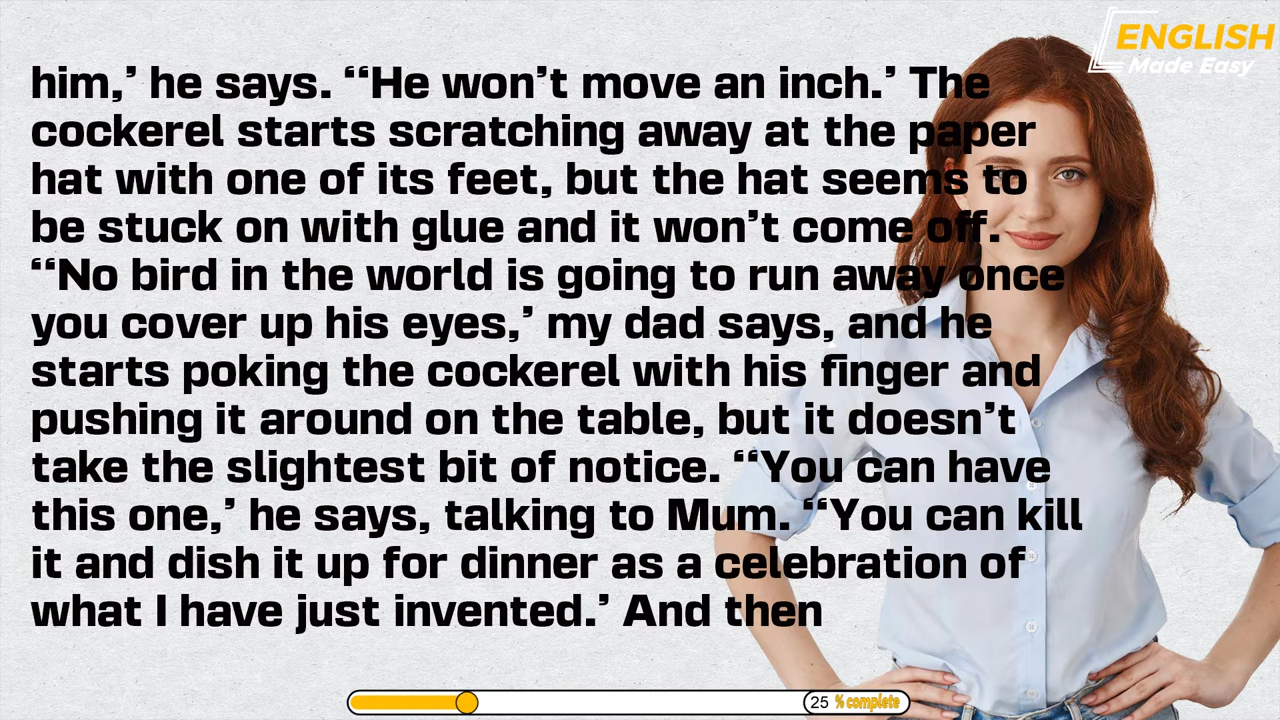 ENGLISH
Made Easy
him,’ he says. “He won’t move an inch.’ The
cockerel starts scratching away at the paper
hat with one of its feet, but the hat seems to
be stuck on with glue and it won’t come off.
“No bird in the world is going to run away once
you cover up his eyes,’ my dad says, and he
starts poking the cockerel with his finger and
pushing it around on the table, but it doesn’t
take the slightest bit of notice. “You can have
this one,’ he says, talking to Mum. “You can kill
it and dish it up for dinner as a celebration of
what I have just invented.’ And then
25 % complete